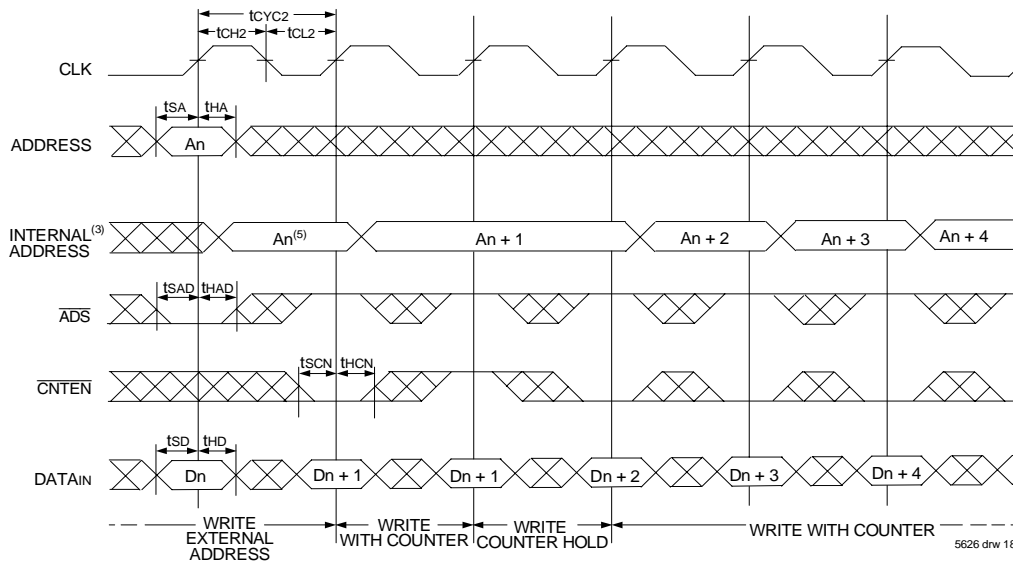 tCYC2
tCH2 tCL2
CLK
tSA tHA
ADDRESS An
INTERNAL(3) ADDRESS An(5) An + 1 An + 2 An + 3 An + 4
tSAD tHAD
ADS
tSCN tHCN
CNTEN
tSD tHD
DATAIN Dn Dn + 1 Dn + 1 Dn + 2 Dn + 3 Dn + 4
WRITE EXTERNAL ADDRESS
WRITE WITH COUNTER
WRITE COUNTER HOLD
WRITE WITH COUNTER
5626 drw 18